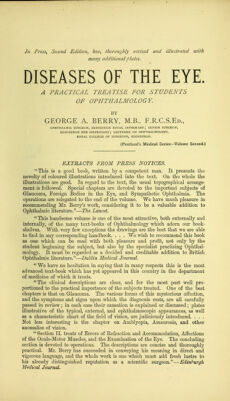 In Press, Second Edition, 8vo, thoroughly revised and illustrated with
many additional plates.
DISEASES OF THE EYE.
A PRACTICAL TREATISE FOR STUDENTS
OF OPHTHALMOLOGY.
BY
GEORGE A. BERRY, M.B., F.R.C.S.ED.,
OPHTHALMIC SURGEON, EDINBURGH ROYAL INFIRMARY; SENIOR SURGEON,
EDINBURGH EYE DISPENSARY; LECTURER ON OPHTHALMOLOGY,
ROYAL COLLEGE OF SURGEONS, EDINBURGH.
(Pentland's Medical Series—Volume Second.)
EXTRACTS FROM PRESS NOTICES.
"This is a good book, written by a competent man. It presents the
novelty of coloured illustrations introduced into the text. On the whole the
illustrations are good. In regard to the text, the usual topographical arrange-
ment is followed. Special chapters are devoted to the important subjects of
Glaucoma, Foreign Bodies in the Eye, and Sympathetic Ophthalmia. The
operations are relegated to the end of the volume. We have much pleasure in
recommending Mr. Berry's work, considering it to be a valuable addition to
Ophthalmic literature."—The Lancet.
"This handsome volume is one of the most attractive, both externally and
internally, of the many text-books on Ophthalmology which adorn our book-
shelves. With very few exceptions the drawings are the best that we are able
to find in any corresponding handbook. . . . We wish to recommend this book
as one which can be read with both pleasure and profit, not only by the
student beginning the subject, but also by the specialist practising Ophthal-
mology. It must be regarded as a distinct and creditable addition to British
Ophthalmic literature."—Dublin Medical Journal.
"We have no hesitation in saying that in many respects this is the most
advanced text-book which has yet appeared in this country in the department
of medicine of which it treats.
"The clinical descriptions are clear, and for the most part well pro-
portioned to the practical importance of the subjects treated. One of the best
chapters is that on Glaucoma. The various forms of this mysterious affection,
and the symptoms and signs upon which the diagnosis rests, are all carefully
passed in review; in each case their causation is explained or discussed; plates
illustrative of the typical, external, and ophthalmoscopic appearances, as well
as a characteristic chart of the field of vision, are judiciously introduced. . . .
Not less interesting is the chapter on Amblyopia, Amaurosis, and other
anomalies of vision.
"Section II. treats of Errors of Refraction and Accommodation, Affections
of the Oculo-Motor Muscles, and the Examination of the Eye. The concluding
section is devoted to operations. The descriptions are concise and thoroughly
practical. Mr. Berry has succeeded in conveying his meaning in direct and
vigorous language, and the whole work is one which must add fresh lustre to
his already distinguished reputation as a scientific surgeon."—Edinburgh
Medical Journal.